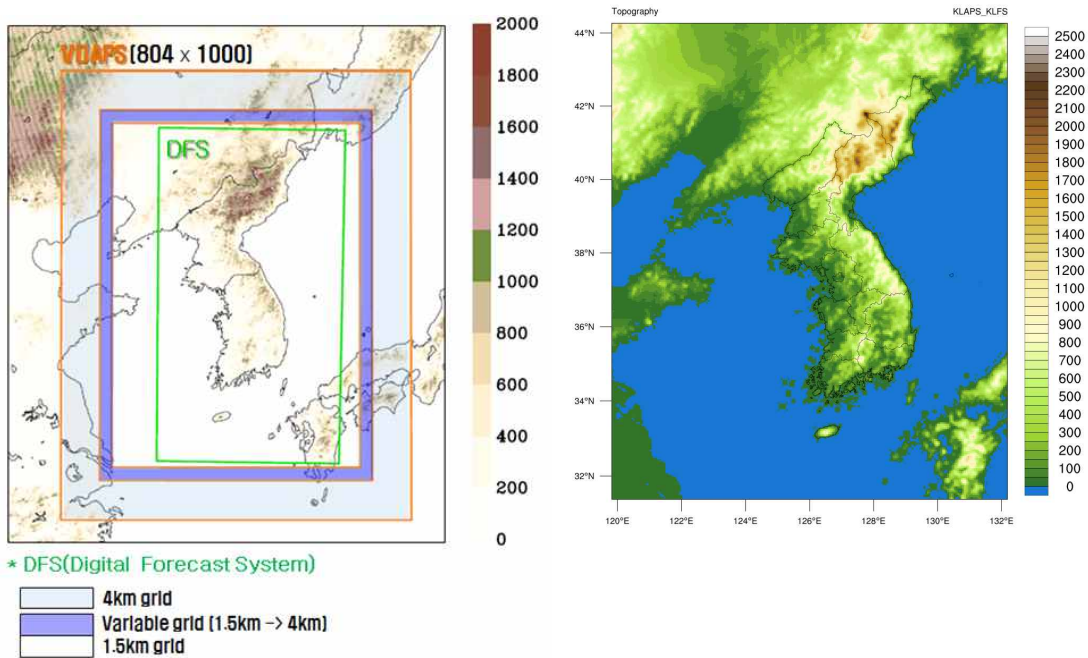 VDAPS (804 x 1000)
DFS
2000
1800
1600
1400
1200
1000
800
600
400
200
0
* DFS(Digital Forecast System)
4km grid
Variable grid (1.5km -> 4km)
1.5km grid
Topography
KLAPS_KLFS
44°N
42°N
40°N
38°N
36°N
34°N
32°N
120°E
122°E
124°E
126°E
128°E
130°E
132°E
2500
2400
2300
2200
2100
2000
1900
1800
1700
1600
1500
1400
1300
1200
1100
1000
900
800
700
600
500
400
300
200
100
0